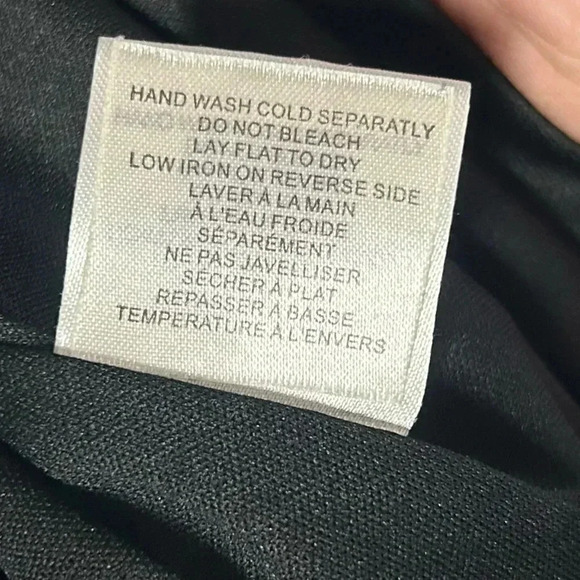 HAND WASH COLD SEPARATLY
DO NOT BLEACH
LAY FLAT TO DRY
LOW IRON ON REVERSE SIDE
LAVER À LA MAIN
À L'EAU FROIDE
SÉPARÉMENT
NE PAS JAVELLISER
SÉCHER À PLAT
REPASSER À BASSE
TEMPERATURE À L'ENVERS